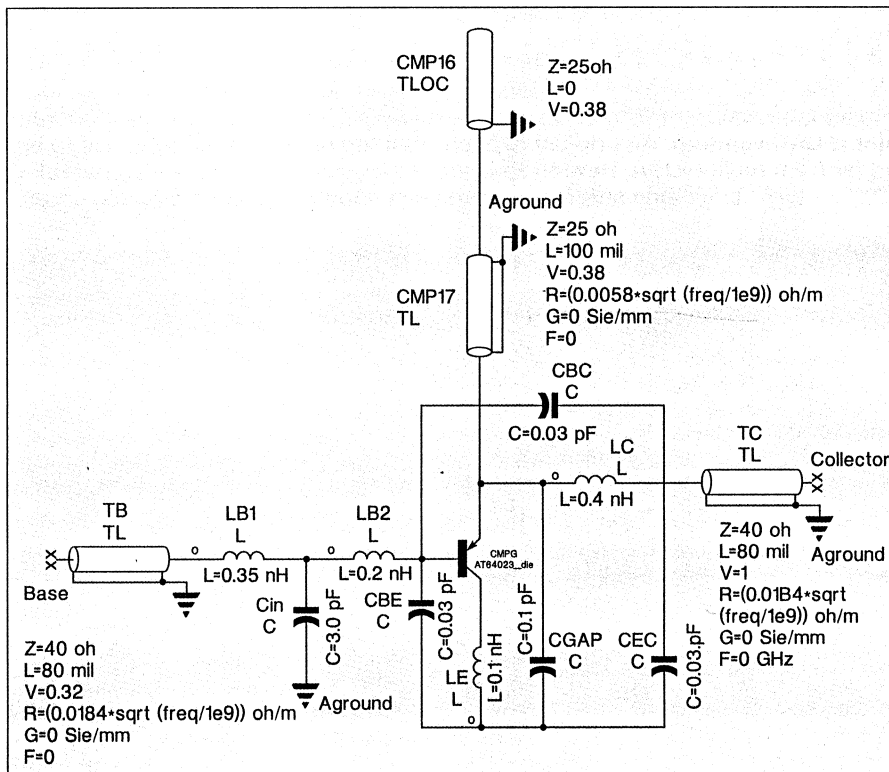 CMP16
TLOC
Z=25oh
L=0
V=0.38
Aground
CMP17
TL
Z=25 oh
L=100 mil
V=0.38
R=(0.0058*sqrt (freq/1e9)) oh/m
G=0 Sie/mm
F=0
CBC
C
C=0.03 pF
LC
L
o
L=0.4 nH
TC
TL
Collector
XX
Aground
Z=40 oh
L=80 mil
V=1
R=(0.01B4*sqrt
(freq/1e9)) oh/m
G=0 Sie/mm
F=0 GHz
TB
TL
XX
Base
o
LB1
L
L=0.35 nH
LB2
L
L=0.2 nH
CMPG
AT64023_die
Cin
C
C=3.0 pF
Aground
CBE
C
C=0.03 pF
LE
L
L=0.1 nH
o
C=0.1 pF
CGAP
C
CEC
C
C=0.03,pF
Z=40 oh
L=80 mil
V=0.32
R=(0.0184*sqrt (freq/1e9)) oh/m
G=0 Sie/mm
F=0